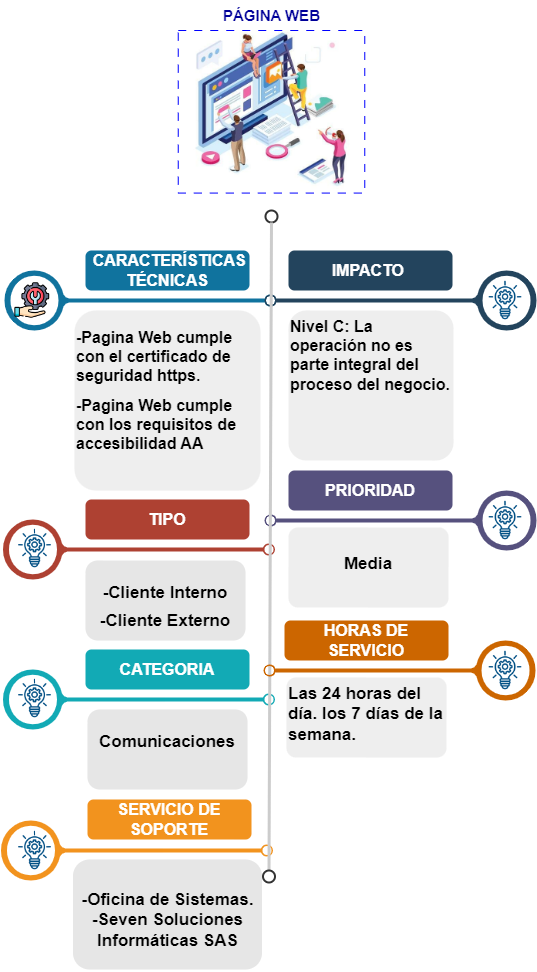 PÁGINA WEB
CARACTERÍSTICAS
TÉCNICAS
-Pagina Web cumple
con el certificado de
seguridad https.
-Pagina Web cumple
con los requisitos de
accesibilidad AA
IMPACTO
Nivel C: La
operación no es
parte integral del
proceso del negocio.
PRIORIDAD
Media
TIPO
-Cliente Interno
-Cliente Externo
HORAS DE
SERVICIO
Las 24 horas del
día. los 7 días de la
semana.
CATEGORIA
Comunicaciones
SERVICIO DE
SOPORTE
-Oficina de Sistemas.
-Seven Soluciones
Informáticas SAS